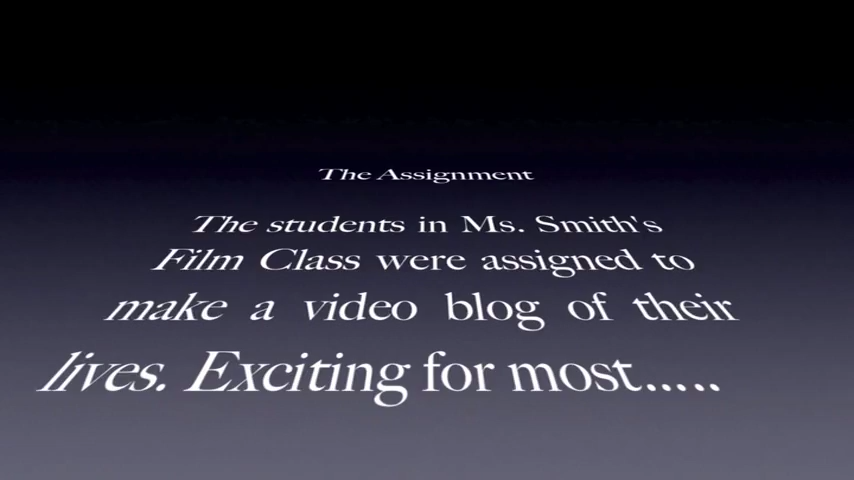 The Assignment
The students in Ms. Smith's
Film Class were assigned to
make a video blog of their
lives. Exciting for most.....